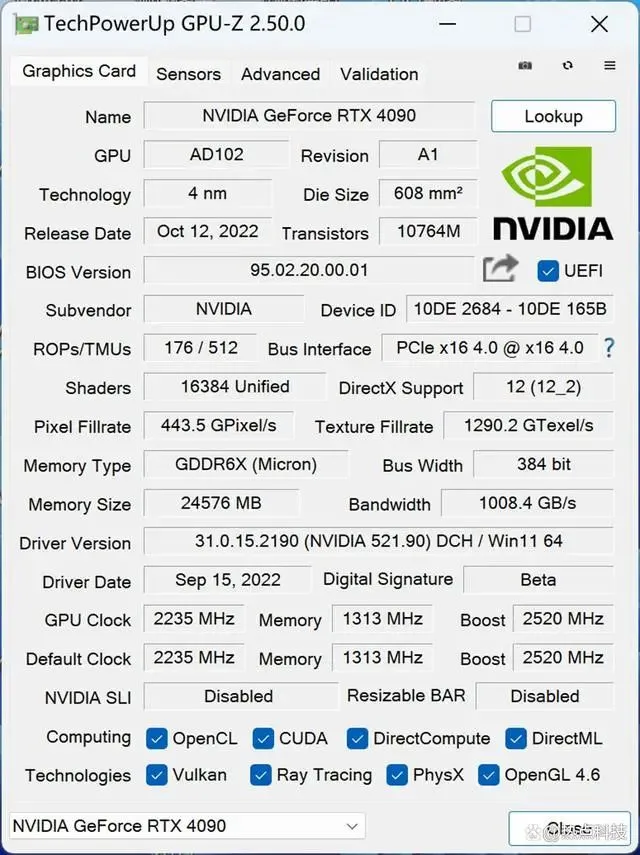 TechPowerUp GPU-Z 2.50.0
Graphics Card Sensors Advanced Validation
Name NVIDIA GeForce RTX 4090 Lookup
GPU AD102 Revision A1
Technology 4 nm Die Size 608 mm²
Release Date Oct 12, 2022 Transistors 10764M
NVIDIA
BIOS Version 95.02.20.00.01 UEFI
Subvendor NVIDIA Device ID 10DE 2684 - 10DE 165B
ROPs/TMUs 176 / 512 Bus Interface PCIe x16 4.0 @ x16 4.0 ?
Shaders 16384 Unified DirectX Support 12 (12_2)
Pixel Fillrate 443.5 GPixel/s Texture Fillrate 1290.2 GTexel/s
Memory Type GDDR6X (Micron) Bus Width 384 bit
Memory Size 24576 MB Bandwidth 1008.4 GB/s
Driver Version 31.0.15.2190 (NVIDIA 521.90) DCH / Win11 64
Driver Date Sep 15, 2022 Digital Signature Beta
GPU Clock 2235 MHz Memory 1313 MHz Boost 2520 MHz
Default Clock 2235 MHz Memory 1313 MHz Boost 2520 MHz
NVIDIA SLI Disabled Resizable BAR Disabled
Computing OpenCL CUDA DirectCompute DirectML
Technologies Vulkan Ray Tracing PhysX OpenGL 4.6
NVIDIA GeForce RTX 4090 Close